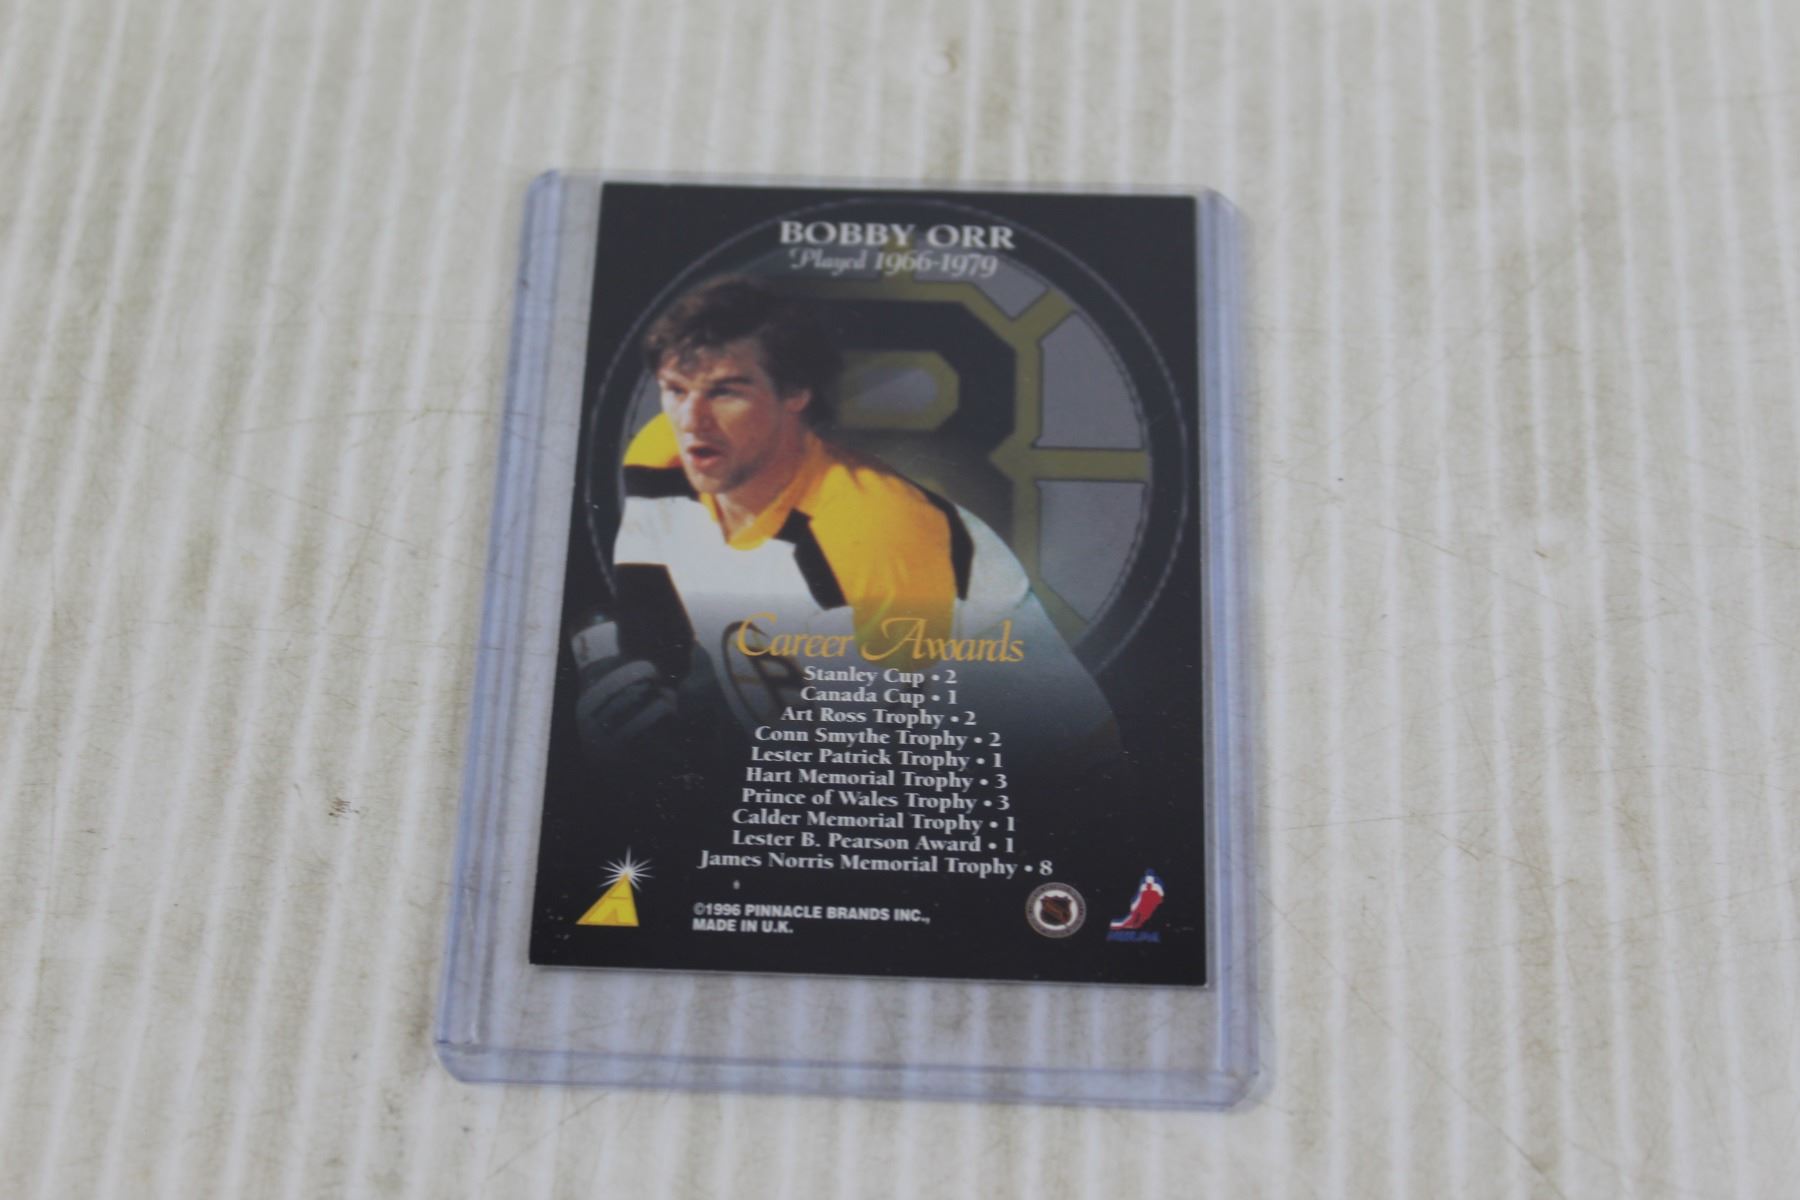 BOBBY ORR
Played 1966-1979
Career Awards
Stanley Cup • 2
Canada Cup • 1
Art Ross Trophy • 2
Conn Smythe Trophy • 2
Lester Patrick Trophy • 1
Hart Memorial Trophy • 3
Prince of Wales Trophy • 3
Calder Memorial Trophy • 1
Lester B. Pearson Award • 1
James Norris Memorial Trophy • 8
©1996 PINNACLE BRANDS INC.,
MADE IN U.K.